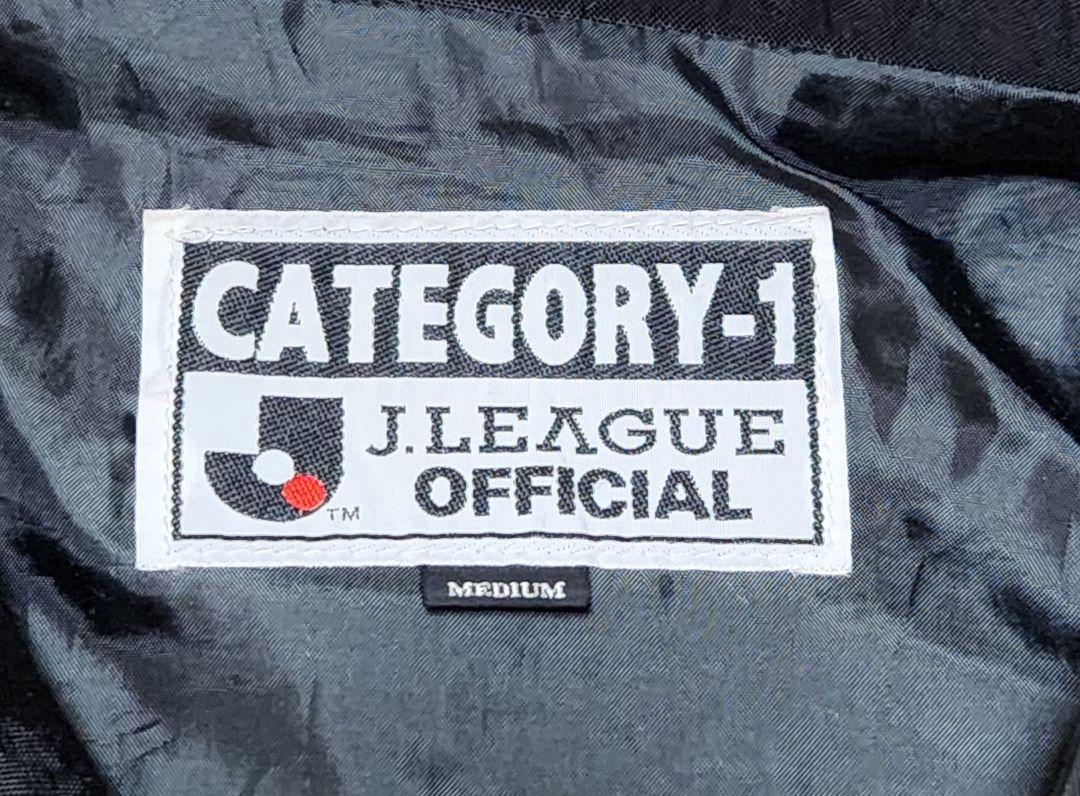 CATEGORY-1
J.LEAGUE
OFFICIAL
TM
MEDIUM